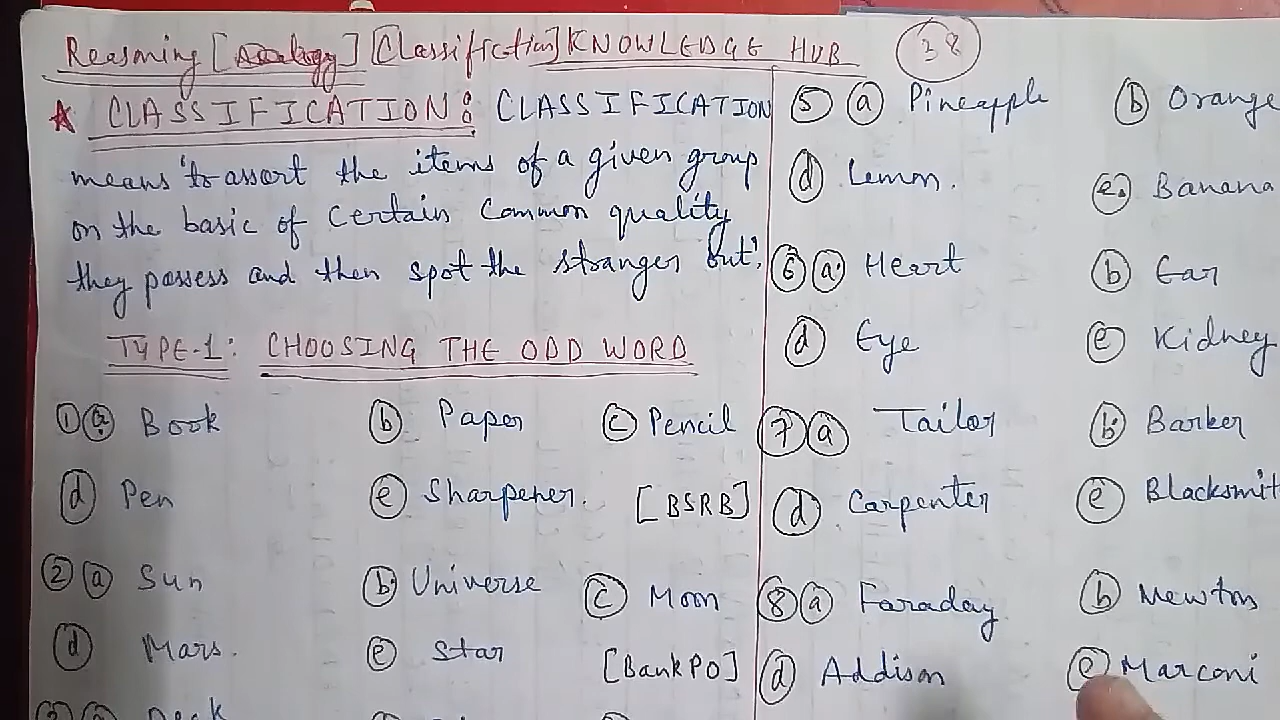 Reasoning [Analogy] [Classifiction] KNOWLEDGE HUB
38
★ CLASSIFICATION: CLASSIFICATION
means 'to assort the items of a given group
on the basic of certain common quality
they possess and then spot the stranger out'.
TYPE-1: CHOOSING THE ODD WORD
① ⓐ Book ⓑ Paper ⓒ Pencil
ⓓ Pen ⓔ Sharpener. [BSRB]
② ⓐ Sun ⓑ Universe ⓒ Moon
ⓓ Mars. ⓔ Star [Bank PO]
⑤ ⓐ Pineapple ⓑ Orange
ⓓ Lemon. ⓔ Banana
⑥ ⓐ Heart ⓑ Ear
ⓓ Eye ⓔ Kidney
⑦ ⓐ Tailor ⓑ Barker
ⓓ Carpenter ⓔ Blacksmit
⑧ ⓐ Faraday ⓑ Newton
ⓓ Addison ⓔ Marconi